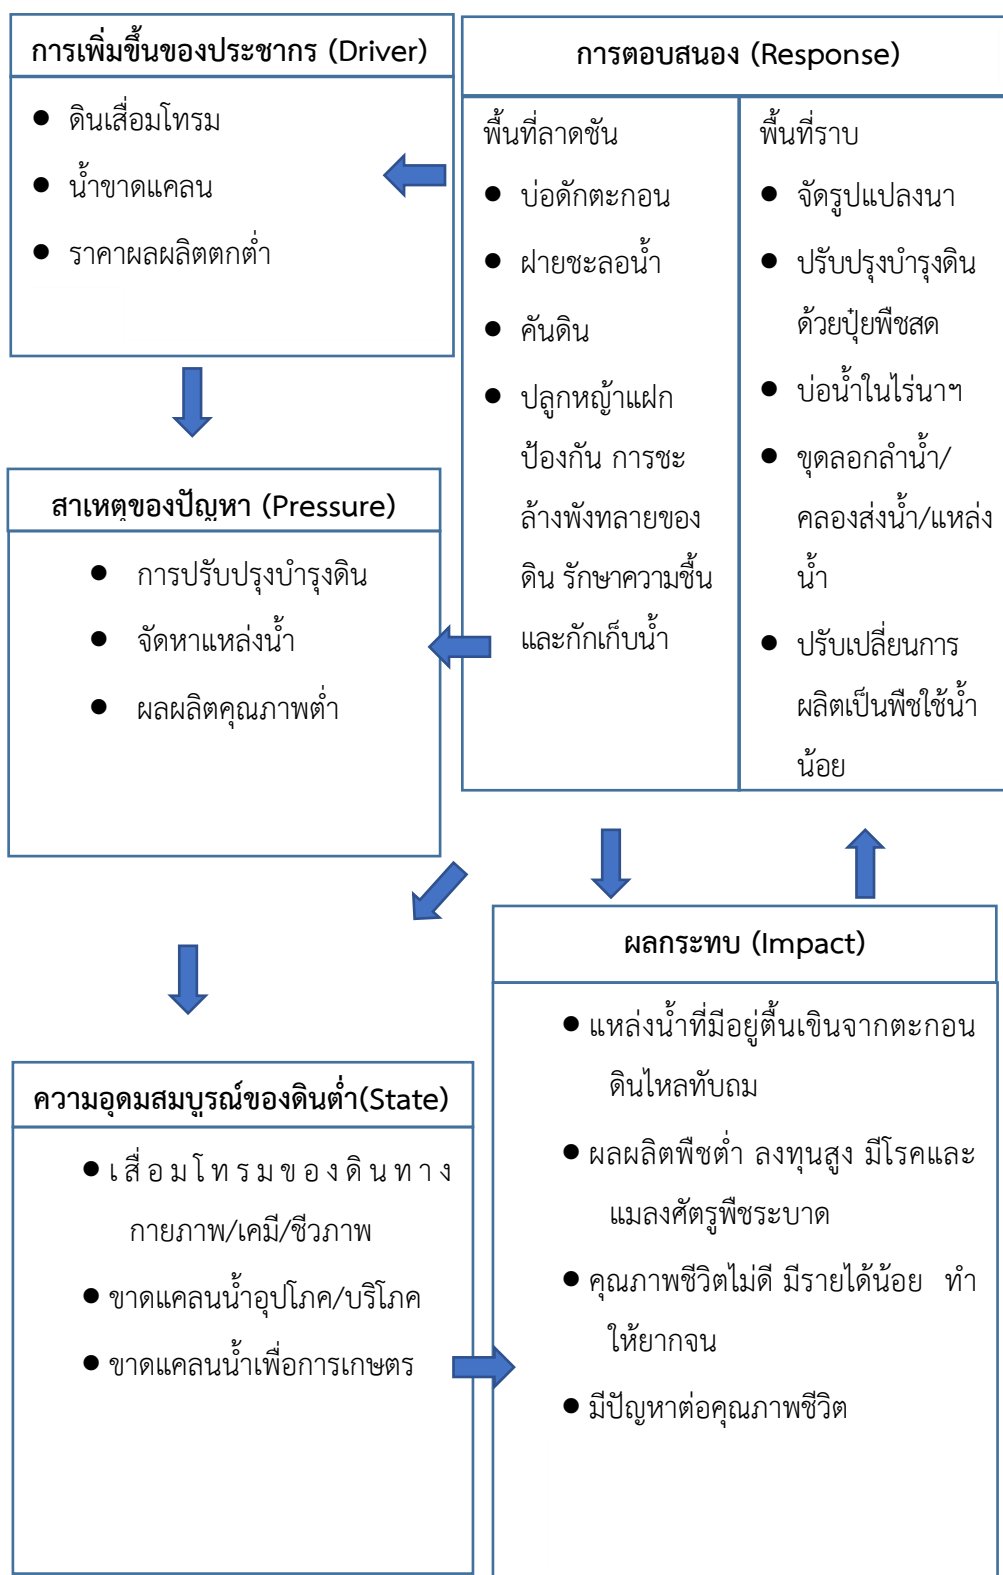 การเพิ่มขึ้นของประชากร (Driver)
● ดินเสื่อมโทรม
● น้ำขาดแคลน
● ราคาผลผลิตตกต่ำ
การตอบสนอง (Response)
พื้นที่ลาดชัน
● บ่อดักตะกอน
● ฝายชะลอน้ำ
● คันดิน
● ปลูกหญ้าแฝก
ป้องกัน การชะ
ล้างพังทลายของ
ดิน รักษาความชื้น
และกักเก็บน้ำ
พื้นที่ราบ
● จัดรูปแปลงนา
● ปรับปรุงบำรุงดิน
ด้วยปุ๋ยพืชสด
● บ่อน้ำในไร่นาฯ
● ขุดลอกลำน้ำ/
คลองส่งน้ำ/แหล่ง
น้ำ
● ปรับเปลี่ยนการ
ผลิตเป็นพืชใช้น้ำ
น้อย
สาเหตุของปัญหา (Pressure)
● การปรับปรุงบำรุงดิน
● จัดหาแหล่งน้ำ
● ผลผลิตคุณภาพต่ำ
ความอุดมสมบูรณ์ของดินต่ำ(State)
● เสื่อมโทรมของดินทาง
กายภาพ/เคมี/ชีวภาพ
● ขาดแคลนน้ำอุปโภค/บริโภค
● ขาดแคลนน้ำเพื่อการเกษตร
ผลกระทบ (Impact)
● แหล่งน้ำที่มีอยู่ตื้นเขินจากตะกอน
ดินไหลทับถม
● ผลผลิตพืชต่ำ ลงทุนสูง มีโรคและ
แมลงศัตรูพืชระบาด
● คุณภาพชีวิตไม่ดี มีรายได้น้อย ทำ
ให้ยากจน
● มีปัญหาต่อคุณภาพชีวิต